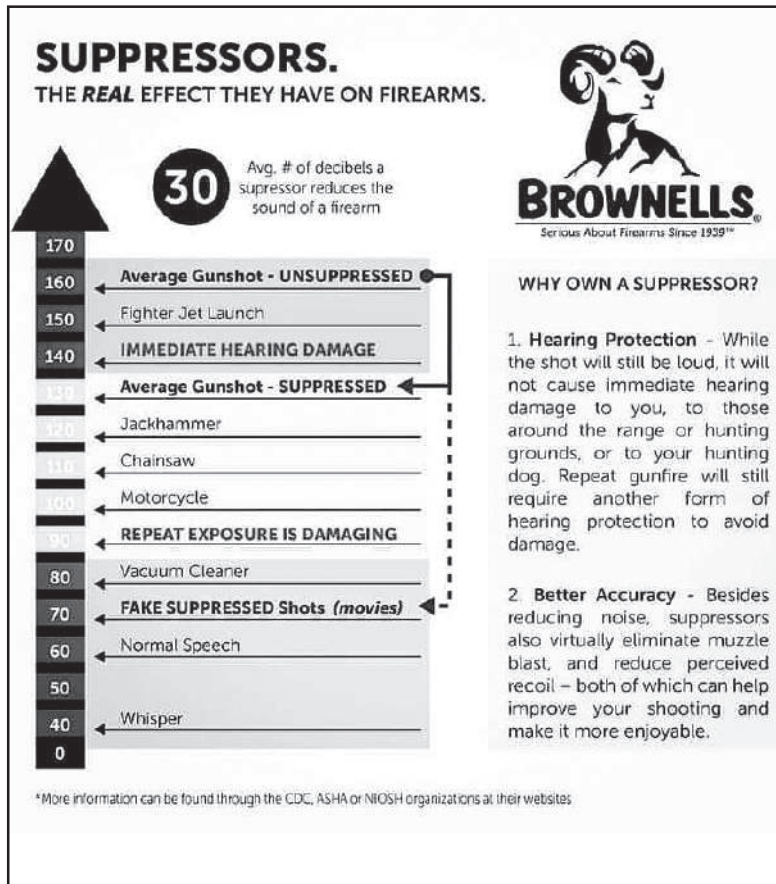 SUPPRESSORS.
THE REAL EFFECT THEY HAVE ON FIREARMS.
30
Avg. # of decibels a
supressor reduces the
sound of a firearm
BROWNELLS®
Serious About Firearms Since 1939™
170
160 Average Gunshot - UNSUPPRESSED
150 Fighter Jet Launch
140 IMMEDIATE HEARING DAMAGE
130 Average Gunshot - SUPPRESSED
120 Jackhammer
110 Chainsaw
100 Motorcycle
90 REPEAT EXPOSURE IS DAMAGING
80 Vacuum Cleaner
70 FAKE SUPPRESSED Shots (movies)
60 Normal Speech
50
40 Whisper
0
WHY OWN A SUPPRESSOR?
1. Hearing Protection - While
the shot will still be loud, it will
not cause immediate hearing
damage to you, to those
around the range or hunting
grounds, or to your hunting
dog. Repeat gunfire will still
require another form of
hearing protection to avoid
damage.
2. Better Accuracy - Besides
reducing noise, suppressors
also virtually eliminate muzzle
blast, and reduce perceived
recoil – both of which can help
improve your shooting and
make it more enjoyable.
*More information can be found through the CDC, ASHA or NIOSH organizations at their websites